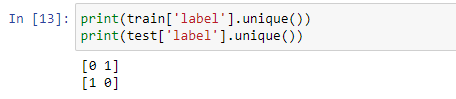 In [13]: print(train['label'].unique())
print(test['label'].unique())
[0 1]
[1 0]